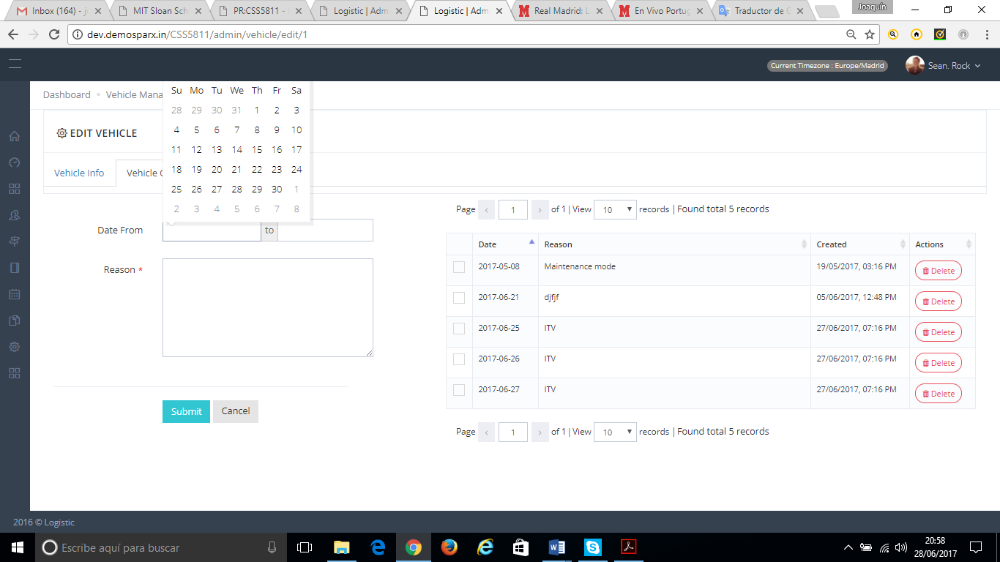 Inbox (164) - j
MIT Sloan Sch
PR:CSS5811 -
Logistic | Adm
Logistic | Adm
Real Madrid: L
En Vivo Portug
Traductor de G
Joaquín
dev.demosparx.in/CSS5811/admin/vehicle/edit/1
Current Timezone : Europe/Madrid
Sean. Rock
Dashboard Vehicle Mana
Su Mo Tu We Th Fr Sa
28 29 30 31 1 2 3
4 5 6 7 8 9 10
11 12 13 14 15 16 17
18 19 20 21 22 23 24
25 26 27 28 29 30 1
2 3 4 5 6 7 8
EDIT VEHICLE
Vehicle Info
Vehicle
Date From to
Reason *
Submit Cancel
Page < 1 > of 1 | View 10 records | Found total 5 records
Date Reason Created Actions
2017-05-08 Maintenance mode 19/05/2017, 03:16 PM Delete
2017-06-21 djfjf 05/06/2017, 12:48 PM Delete
2017-06-25 ITV 27/06/2017, 07:16 PM Delete
2017-06-26 ITV 27/06/2017, 07:16 PM Delete
2017-06-27 ITV 27/06/2017, 07:16 PM Delete
Page < 1 > of 1 | View 10 records | Found total 5 records
2016 © Logistic
Escribe aquí para buscar
20:58
28/06/2017